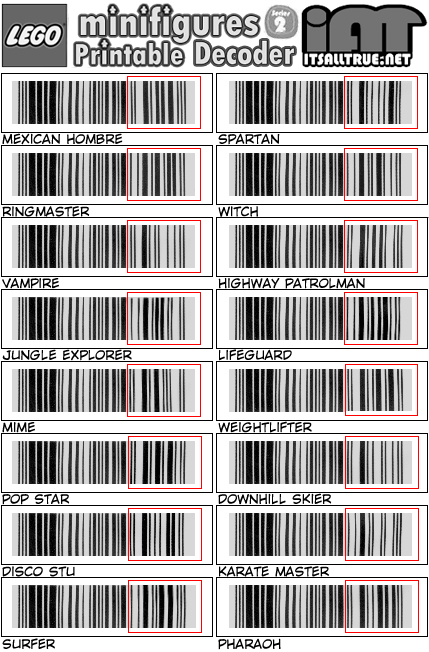 LEGO
minifigures Series 2
Printable Decoder
iAT
ITSALLTRUE.NET
MEXICAN HOMBRE
SPARTAN
RINGMASTER
WITCH
VAMPIRE
HIGHWAY PATROLMAN
JUNGLE EXPLORER
LIFEGUARD
MIME
WEIGHTLIFTER
POP STAR
DOWNHILL SKIER
DISCO STU
KARATE MASTER
SURFER
PHARAOH